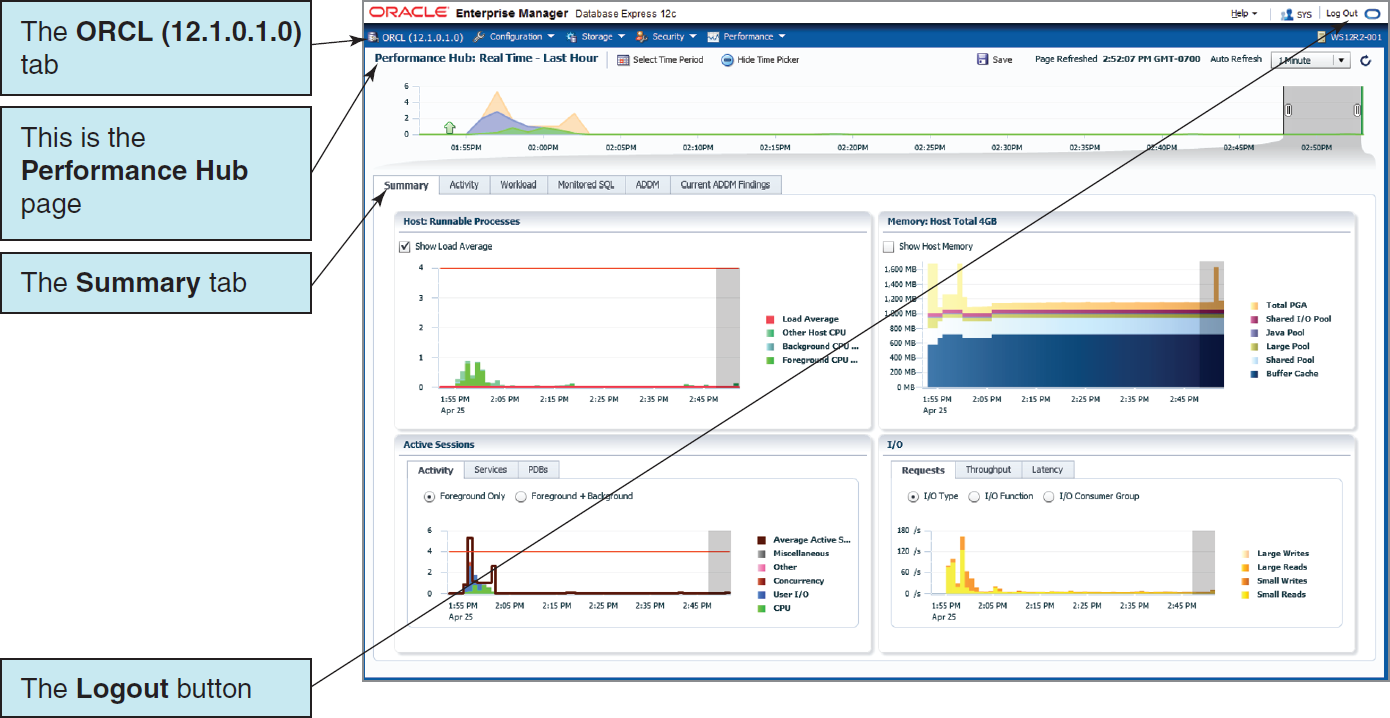 The ORCL (12.1.0.1.0)
tab
This is the
Performance Hub
page
The Summary tab
The Logout button
ORACLE Enterprise Manager Database Express 12c
Help SYS Log Out
ORCL (12.1.0.1.0) Configuration Storage Security Performance WS12R2-001
Performance Hub: Real Time - Last Hour Select Time Period Hide Time Picker Save Page Refreshed 2:52:07 PM GMT-0700 Auto Refresh 1 Minute
6
4
2
0
01:55PM 02:00PM 02:05PM 02:10PM 02:15PM 02:20PM 02:25PM 02:30PM 02:35PM 02:40PM 02:45PM 02:50PM
Summary Activity Workload Monitored SQL ADDM Current ADDM Findings
Host: Runnable Processes
Show Load Average
4
3
2
1
0
1:55 PM 2:05 PM 2:15 PM 2:25 PM 2:35 PM 2:45 PM
Apr 25
Load Average
Other Host CPU
Background CPU ...
Foreground CPU ...
Memory: Host Total 4GB
Show Host Memory
1,600 MB
1,400 MB
1,200 MB
1,000 MB
800 MB
600 MB
400 MB
200 MB
0 MB
1:55 PM 2:05 PM 2:15 PM 2:25 PM 2:35 PM 2:45 PM
Apr 25
Total PGA
Shared I/O Pool
Java Pool
Large Pool
Shared Pool
Buffer Cache
Active Sessions
Activity Services PDBs
Foreground Only Foreground + Background
6
4
2
0
1:55 PM 2:05 PM 2:15 PM 2:25 PM 2:35 PM 2:45 PM
Apr 25
Average Active S...
Miscellaneous
Other
Concurrency
User I/O
CPU
I/O
Requests Throughput Latency
I/O Type I/O Function I/O Consumer Group
180 /s
120 /s
60 /s
0 /s
1:55 PM 2:05 PM 2:15 PM 2:25 PM 2:35 PM 2:45 PM
Apr 25
Large Writes
Large Reads
Small Writes
Small Reads